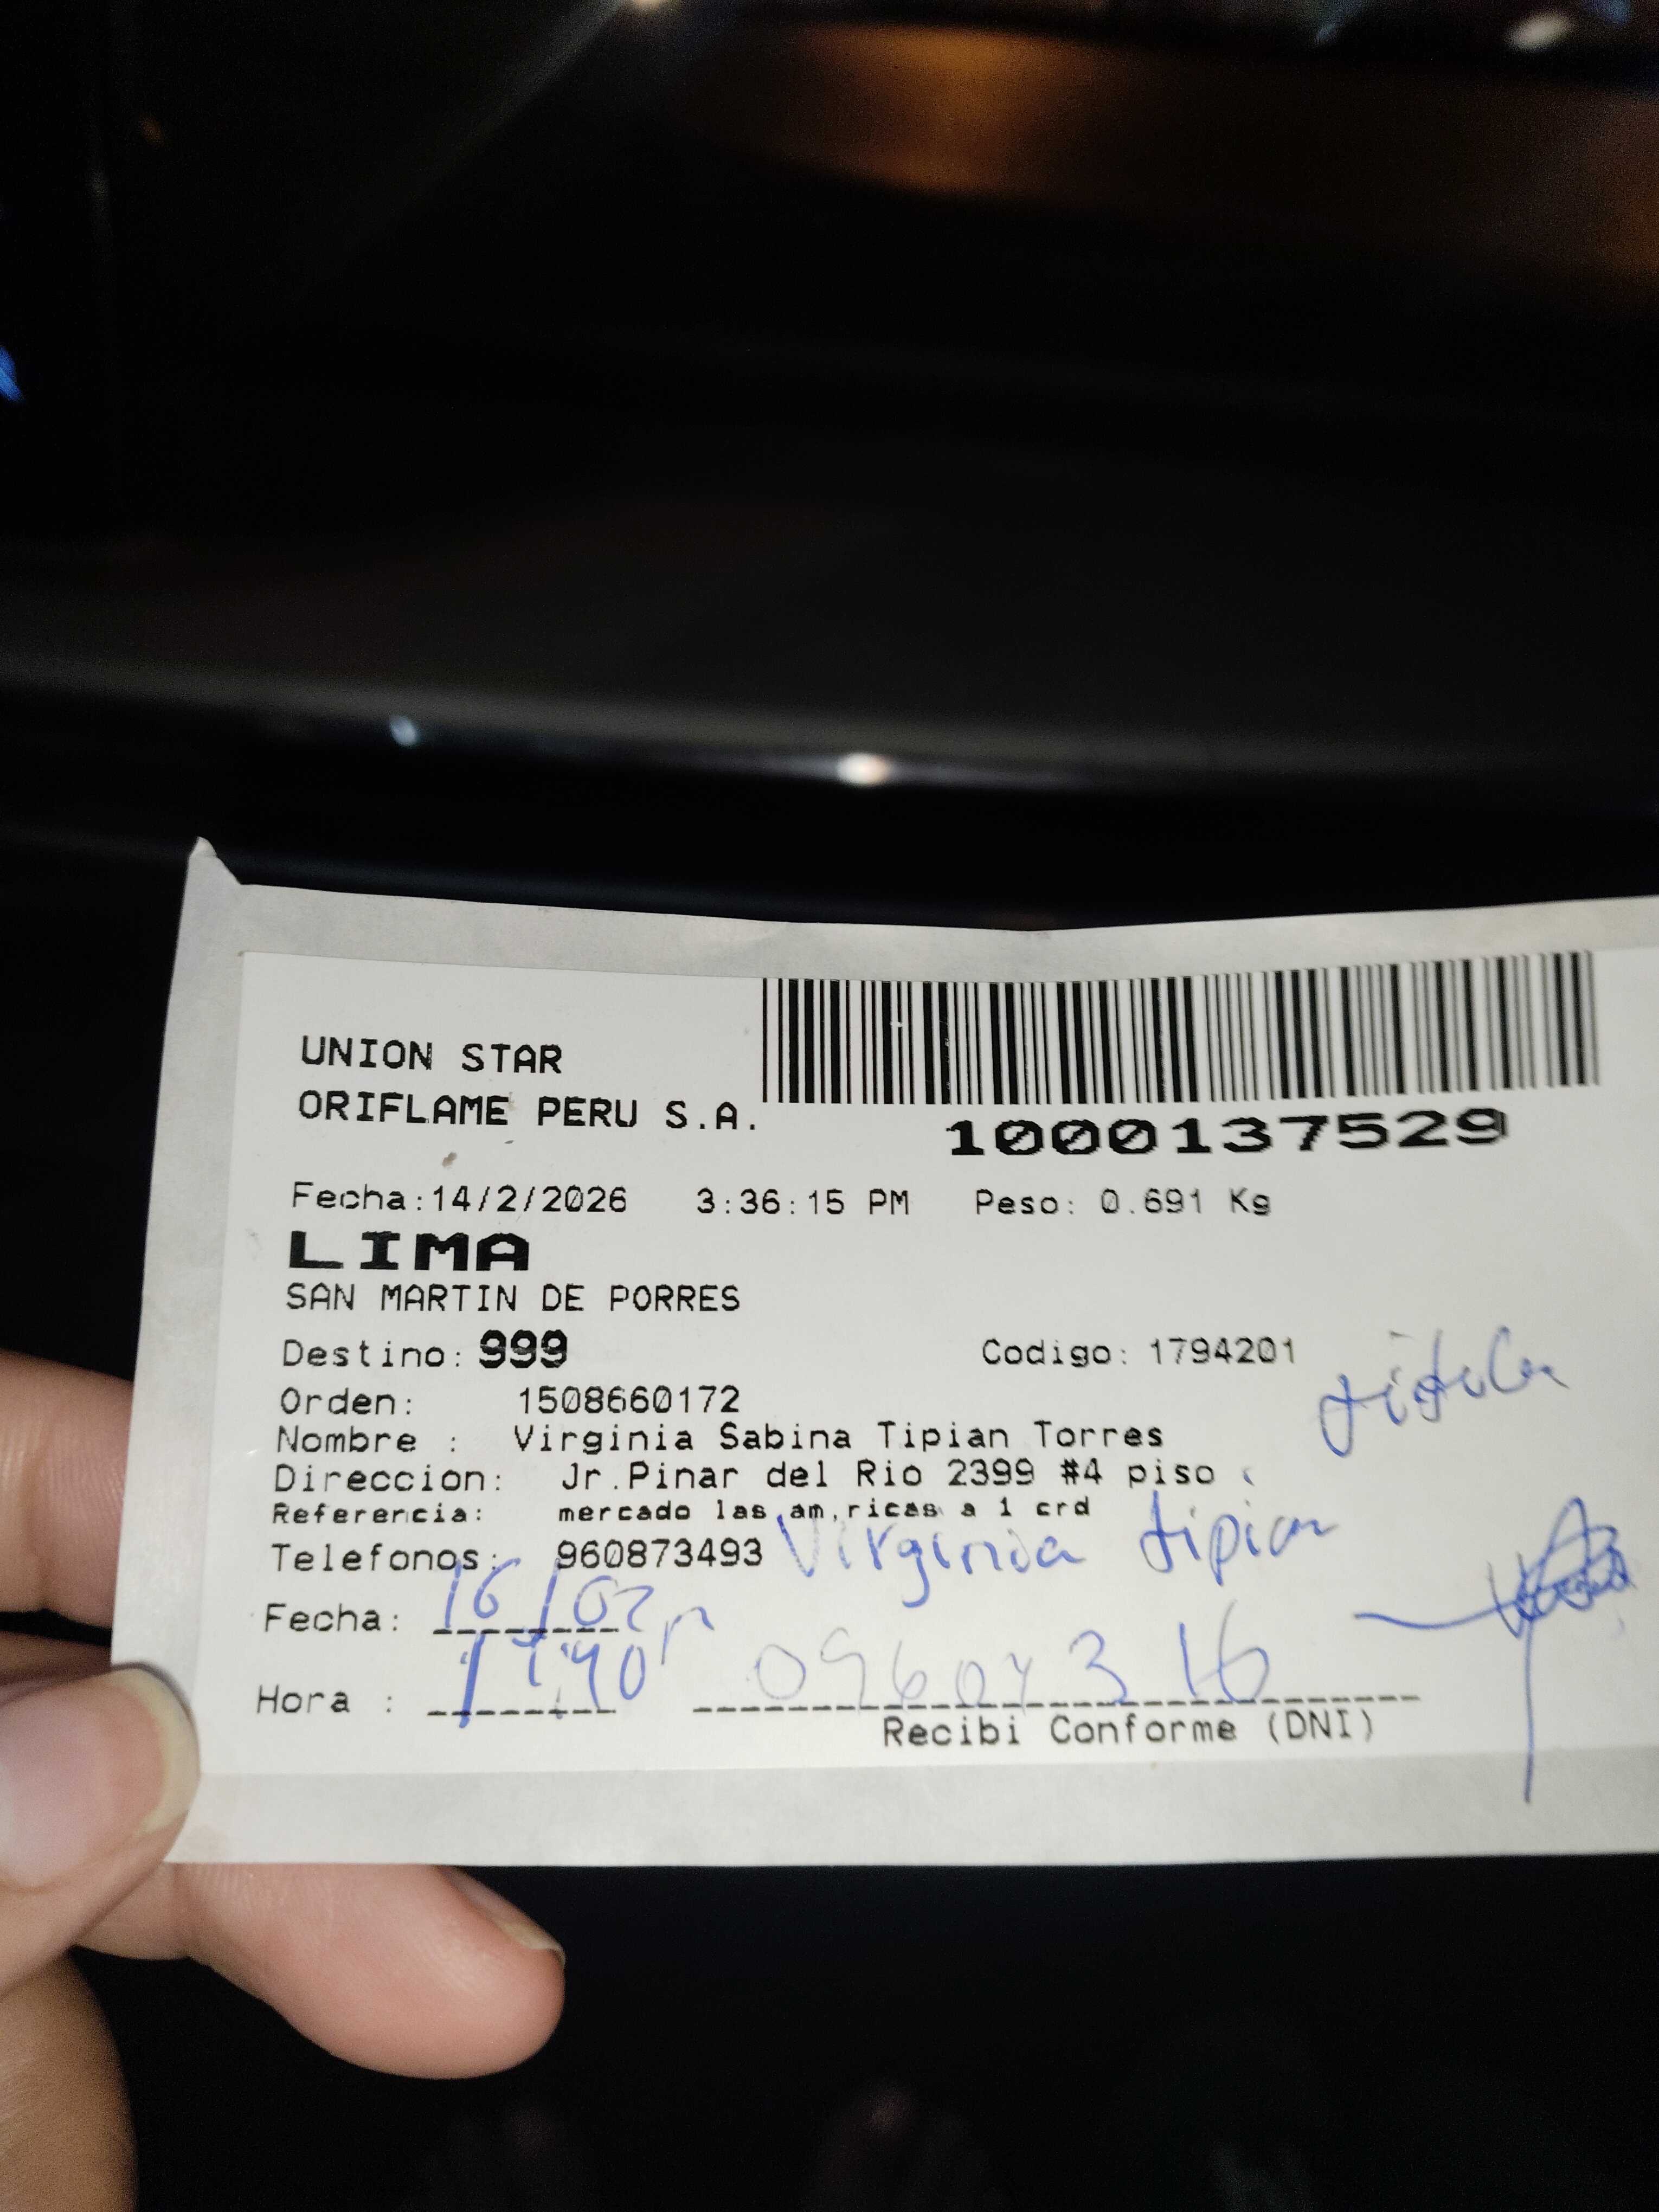 UNION STAR
ORIFLAME PERU S.A.
1000137529
Fecha:14/2/2026 3:36:15 PM Peso: 0.691 Kg
LIMA
SAN MARTIN DE PORRES
Destino: 999 Codigo: 1794201
titular
Orden: 1508660172
Nombre : Virginia Sabina Tipian Torres
Direccion: Jr.Pinar del Rio 2399 #4 piso
Referencia: mercado las am,ricas a 1 crd
Telefonos: 960873493 Virginia tipian
Fecha: 16/02
Hora :
Recibi Conforme (DNI)